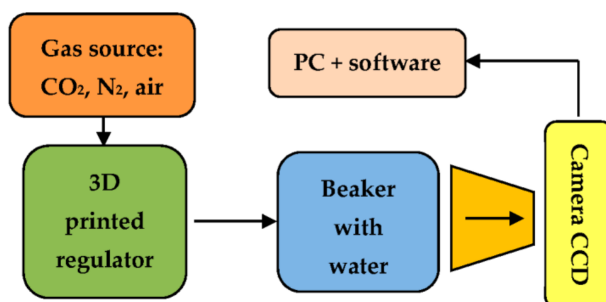 Gas source:
CO₂, N₂, air
PC + software
3D
printed
regulator
Beaker
with
water
Camera CCD